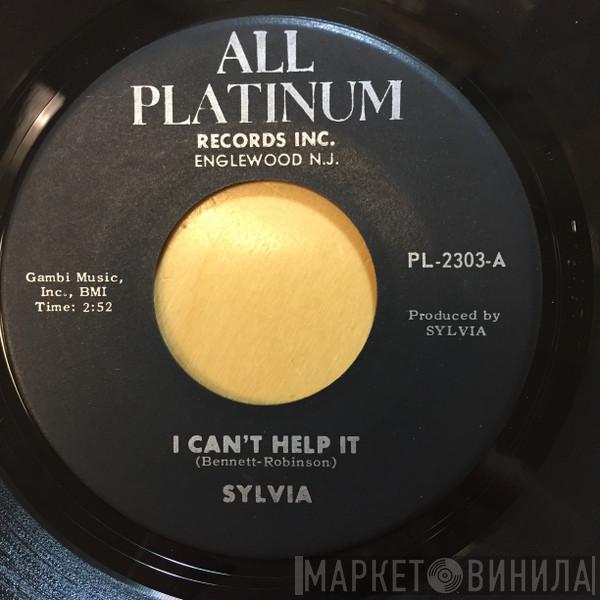 ALL
PLATINUM
RECORDS INC.
ENGLEWOOD N.J.
PL-2303-A
Gambi Music,
Inc., BMI
Time: 2:52
Produced by
SYLVIA
I CAN'T HELP IT
(Bennett-Robinson)
SYLVIA
МАРКЕТ ВИНИЛА